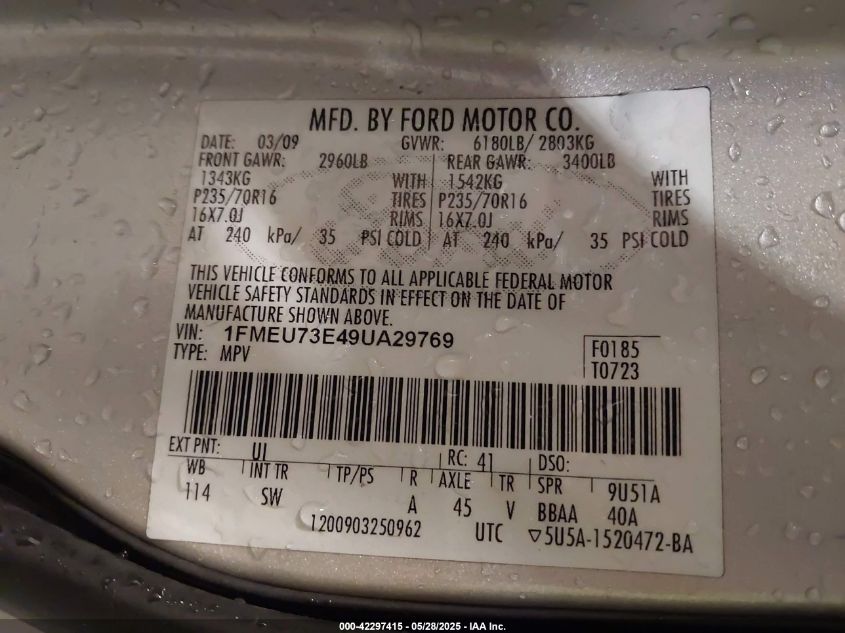 MFD. BY FORD MOTOR CO.
DATE: 03/09 GVWR: 6180LB/ 2803KG
FRONT GAWR: 2960LB REAR GAWR: 3400LB
1343KG WITH 1542KG WITH
P235/70R16 TIRES P235/70R16 TIRES
16X7.0J RIMS 16X7.0J RIMS
AT 240 kPa/ 35 PSI COLD AT 240 kPa/ 35 PSI COLD
THIS VEHICLE CONFORMS TO ALL APPLICABLE FEDERAL MOTOR
VEHICLE SAFETY STANDARDS IN EFFECT ON THE DATE OF
MANUFACTURE SHOWN ABOVE.
VIN: 1FMEU73E49UA29769
TYPE: MPV
F0185
T0723
EXT PNT: UI RC: 41 DSO:
WB INT TR TP/PS R AXLE TR SPR 9U51A
114 SW A 45 V BBAA 40A
1200903250962 UTC ▽5U5A-1520472-BA
000-42297415 - 05/28/2025 - IAA Inc.